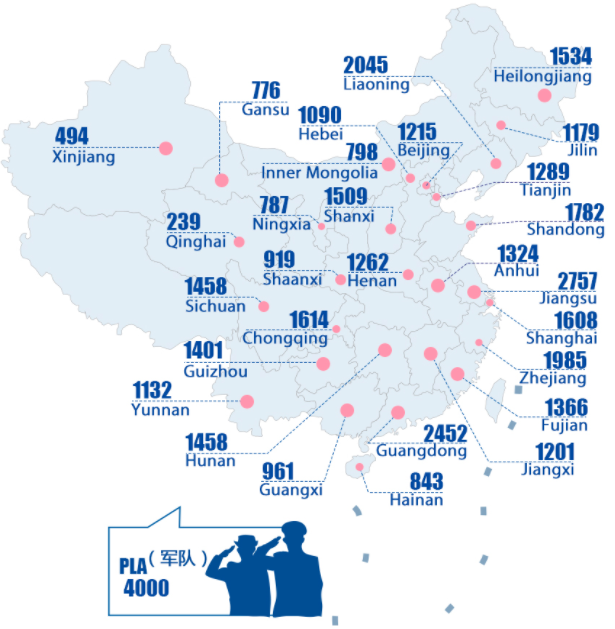 1534
Heilongjiang
2045
Liaoning
776
Gansu
1090
Hebei
1215
Beijing
1179
Jilin
494
Xinjiang
798
Inner Mongolia
1289
Tianjin
787
Ningxia
1509
Shanxi
1782
Shandong
239
Qinghai
919
Shaanxi
1262
Henan
1324
Anhui
2757
Jiangsu
1458
Sichuan
1614
Chongqing
1608
Shanghai
1401
Guizhou
1985
Zhejiang
1132
Yunnan
1366
Fujian
1458
Hunan
2452
Guangdong
1201
Jiangxi
961
Guangxi
843
Hainan
PLA（军队）
4000